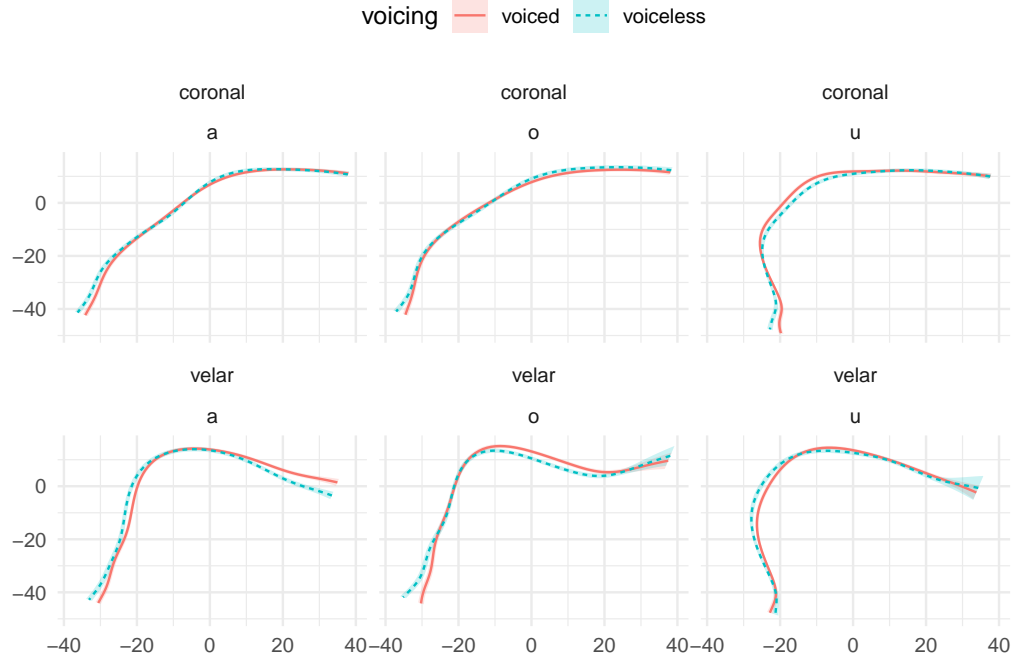 voicing voiced voiceless
coronal coronal coronal
a o u
0
−20
−40
velar velar velar
a o u
0
−20
−40
−40 −20 0 20 40 −40 −20 0 20 40 −40 −20 0 20 40